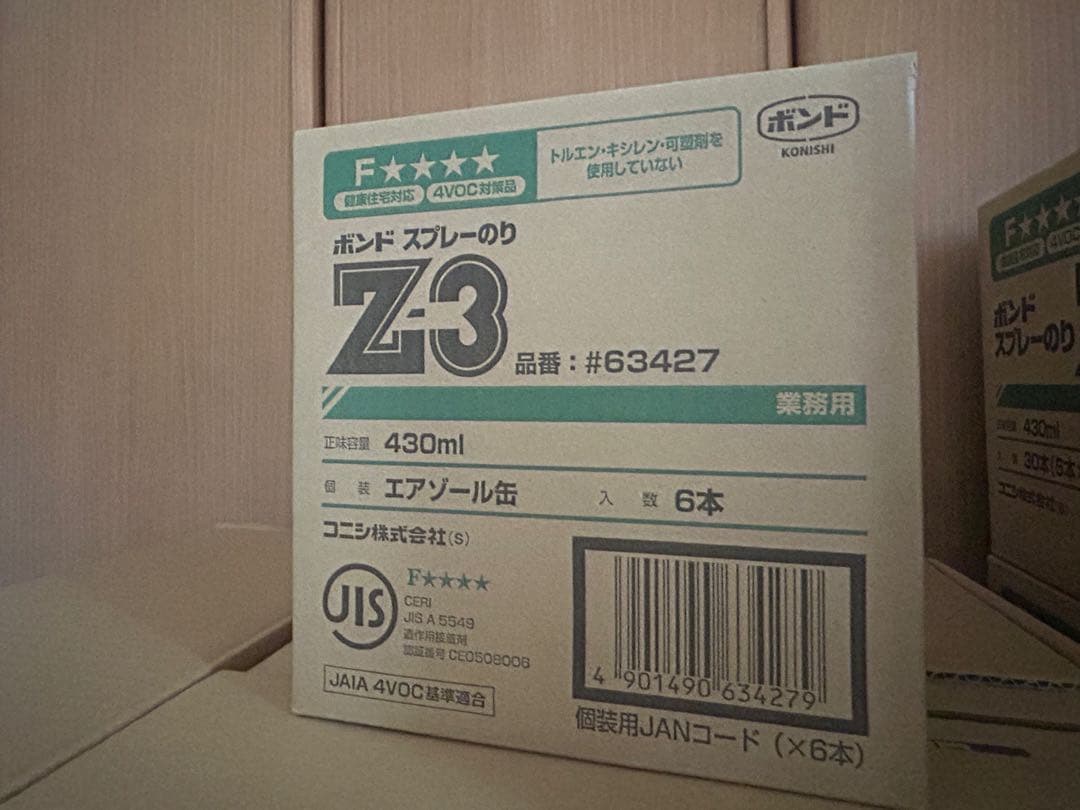 F★★★★
健康住宅対応 4VOC対策品
トルエン・キシレン・可塑剤を
使用していない
ボンド
KONISHI
ボンド スプレーのり
Z-3
品番：#63427
業務用
正味容量 430ml
個装 エアゾール缶 入数 6本
コニシ株式会社(S)
JIS
F★★★★
CERI
JIS A 5549
造作用接着剤
認証番号 CE0508006
JAIA 4VOC基準適合
4 901490 634279
個装用JANコード（×6本）
F★★★
4VOC
ボンド
スプレーのり
430ml
30本(6本